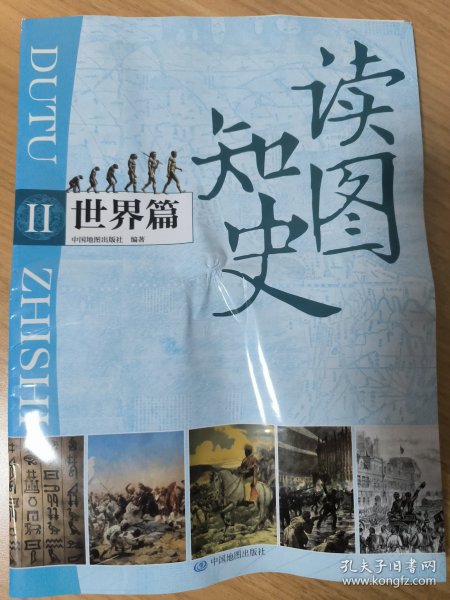 DUTU
ZHISHI
读图
知史
II
世界篇
中国地图出版社 编著
中国地图出版社
孔夫子旧书网
www.kongfz.com